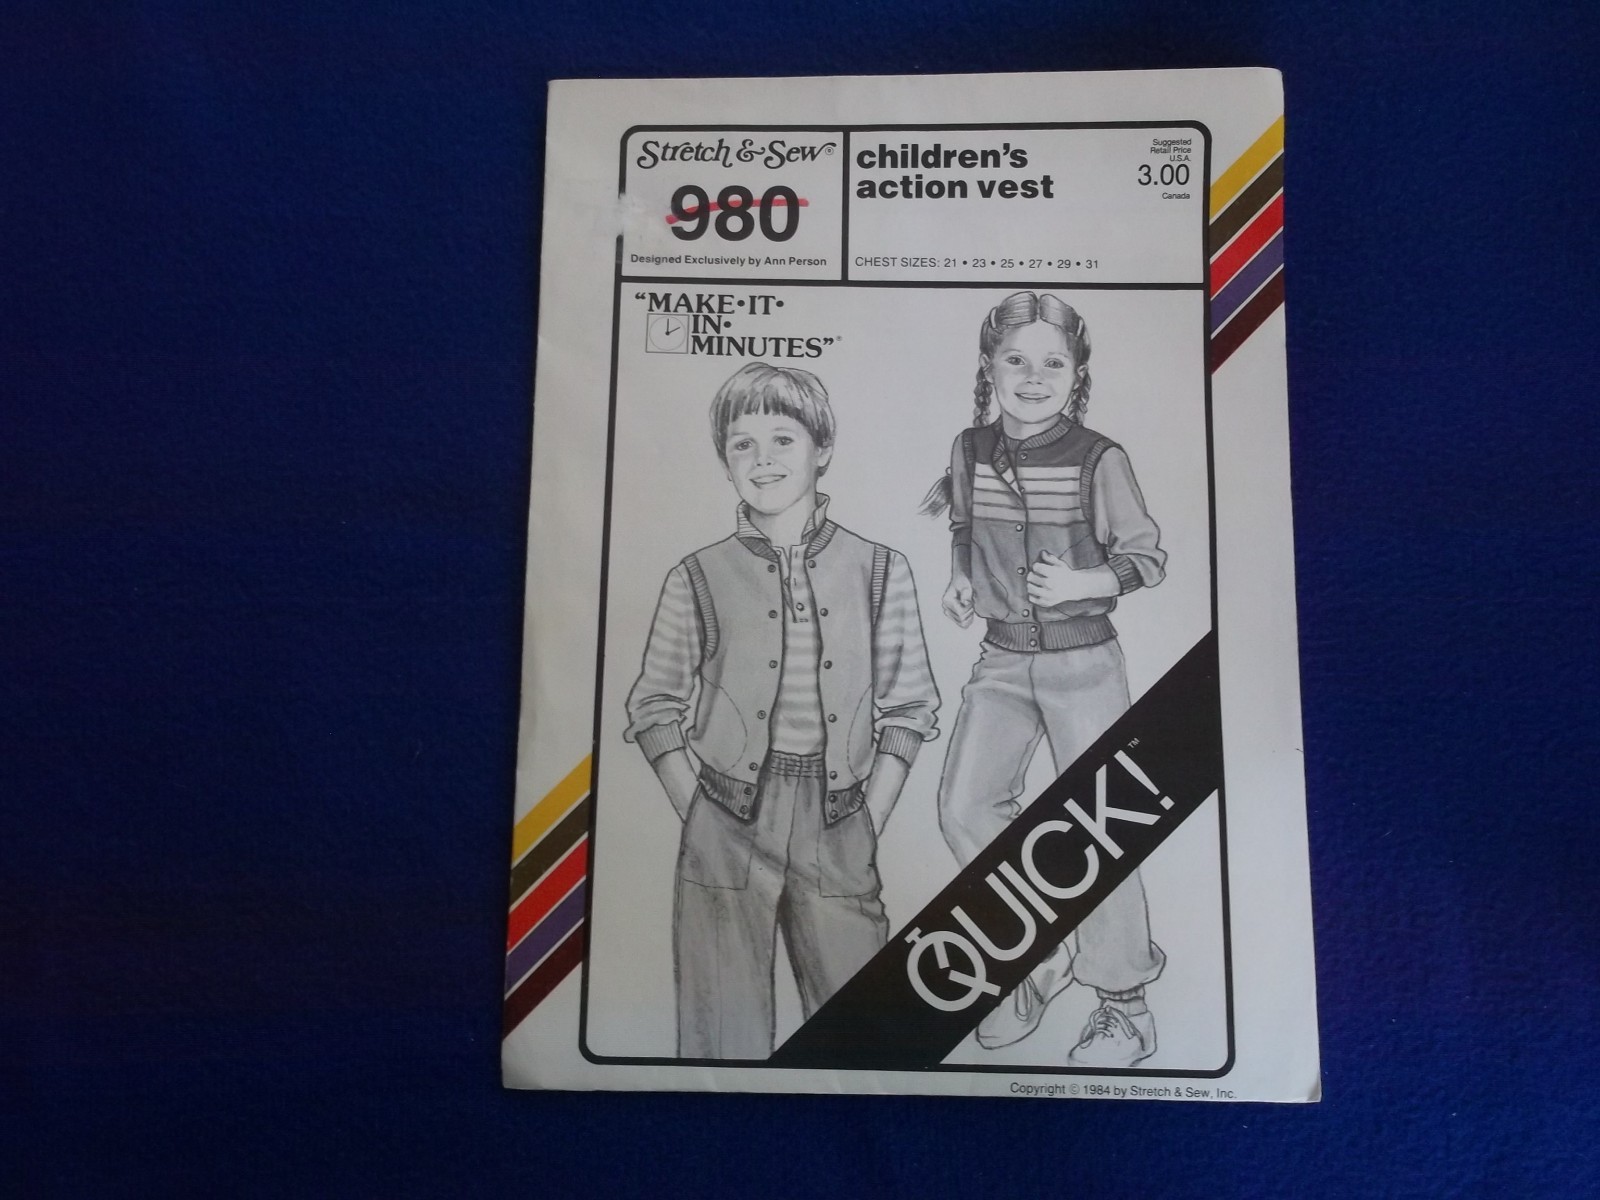 Stretch & Sew®
980
Designed Exclusively by Ann Person
children's
action vest
CHEST SIZES: 21 • 23 • 25 • 27 • 29 • 31
Suggested
Retail Price
U.S.A.
3.00
Canada
"MAKE•IT•
IN•
MINUTES"®
QUICK!™
Copyright © 1984 by Stretch & Sew, Inc.